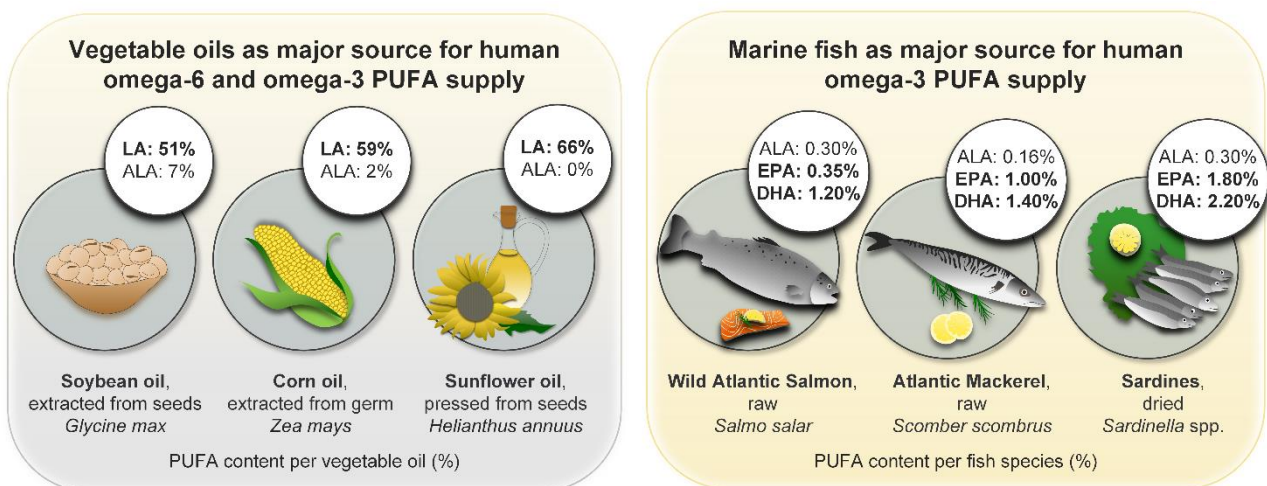 Vegetable oils as major source for human
omega-6 and omega-3 PUFA supply
LA: 51%
ALA: 7%
LA: 59%
ALA: 2%
LA: 66%
ALA: 0%
Soybean oil,
extracted from seeds
Glycine max
Corn oil,
extracted from germ
Zea mays
Sunflower oil,
pressed from seeds
Helianthus annuus
PUFA content per vegetable oil (%)
Marine fish as major source for human
omega-3 PUFA supply
ALA: 0.30%
EPA: 0.35%
DHA: 1.20%
ALA: 0.16%
EPA: 1.00%
DHA: 1.40%
ALA: 0.30%
EPA: 1.80%
DHA: 2.20%
Wild Atlantic Salmon,
raw
Salmo salar
Atlantic Mackerel,
raw
Scomber scombrus
Sardines,
dried
Sardinella spp.
PUFA content per fish species (%)